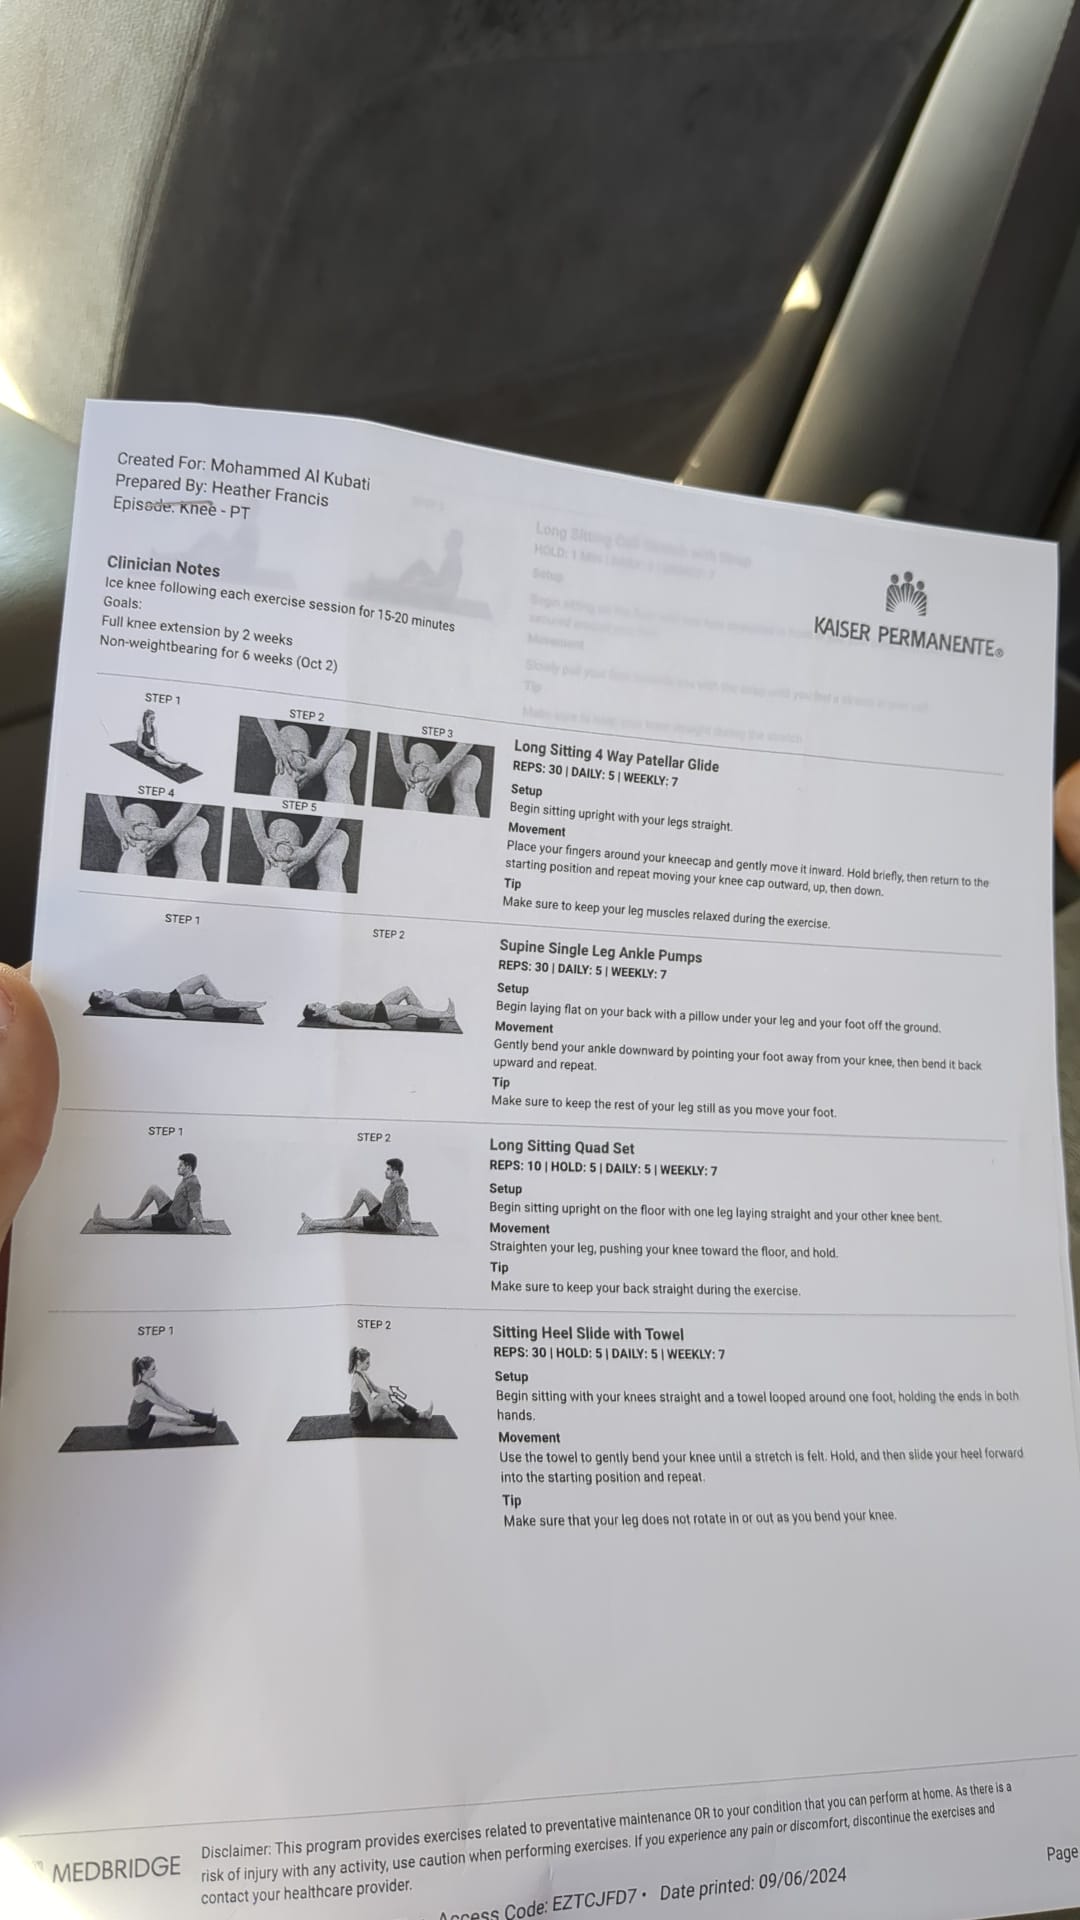 Created For: Mohammed Al Kubati
Prepared By: Heather Francis
Episode: Knee - PT
Clinician Notes
Ice knee following each exercise session for 15-20 minutes
Goals:
Full knee extension by 2 weeks
Non-weightbearing for 6 weeks (Oct 2)
KAISER PERMANENTE®
STEP 1
STEP 2
STEP 3
STEP 4
STEP 5
Long Sitting 4 Way Patellar Glide
REPS: 30 | DAILY: 5 | WEEKLY: 7
Setup
Begin sitting upright with your legs straight.
Movement
Place your fingers around your kneecap and gently move it inward. Hold briefly, then return to the
starting position and repeat moving your knee cap outward, up, then down.
Tip
Make sure to keep your leg muscles relaxed during the exercise.
STEP 1
STEP 2
Supine Single Leg Ankle Pumps
REPS: 30 | DAILY: 5 | WEEKLY: 7
Setup
Begin laying flat on your back with a pillow under your leg and your foot off the ground.
Movement
Gently bend your ankle downward by pointing your foot away from your knee, then bend it back
upward and repeat.
Tip
Make sure to keep the rest of your leg still as you move your foot.
STEP 1
STEP 2
Long Sitting Quad Set
REPS: 10 | HOLD: 5 | DAILY: 5 | WEEKLY: 7
Setup
Begin sitting upright on the floor with one leg laying straight and your other knee bent.
Movement
Straighten your leg, pushing your knee toward the floor, and hold.
Tip
Make sure to keep your back straight during the exercise.
STEP 1
STEP 2
Sitting Heel Slide with Towel
REPS: 30 | HOLD: 5 | DAILY: 5 | WEEKLY: 7
Setup
Begin sitting with your knees straight and a towel looped around one foot, holding the ends in both
hands.
Movement
Use the towel to gently bend your knee until a stretch is felt. Hold, and then slide your heel forward
into the starting position and repeat.
Tip
Make sure that your leg does not rotate in or out as you bend your knee.
MEDBRIDGE
Disclaimer: This program provides exercises related to preventative maintenance OR to your condition that you can perform at home. As there is a
risk of injury with any activity, use caution when performing exercises. If you experience any pain or discomfort, discontinue the exercises and
contact your healthcare provider.
Access Code: EZTCJFD7 • Date printed: 09/06/2024
Page